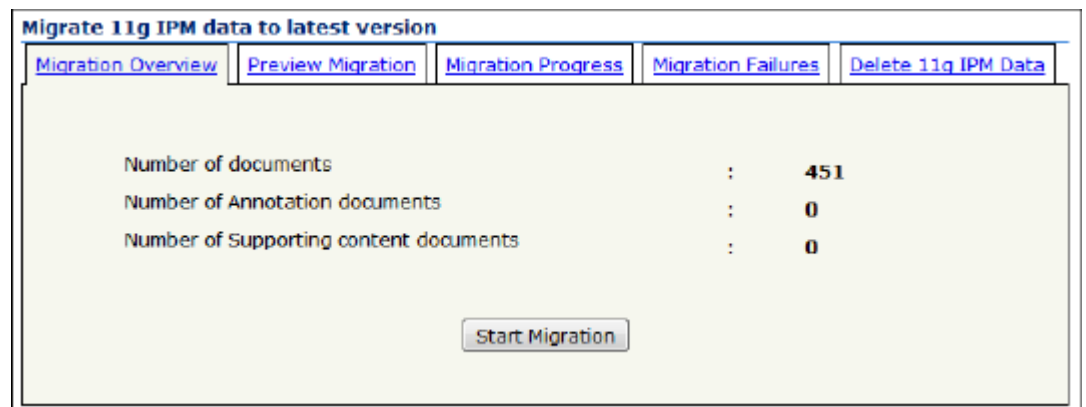 Migrate 11g IPM data to latest version
Migration Overview Preview Migration Migration Progress Migration Failures Delete 11g IPM Data
Number of documents : 451
Number of Annotation documents : 0
Number of Supporting content documents : 0
Start Migration